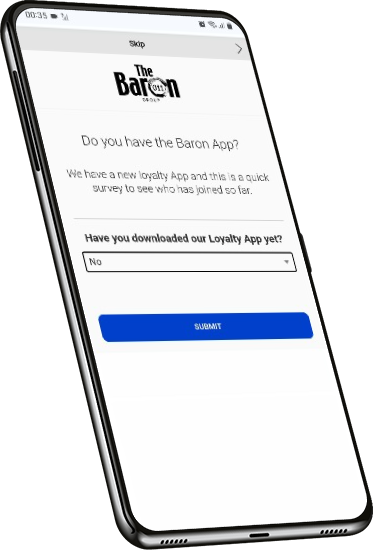 00:35
Skip
The
Baron
GROUP
Do you have the Baron App?
We have a new loyalty App and this is a quick
survey to see who has joined so far.
Have you downloaded our Loyalty App yet?
No
SUBMIT